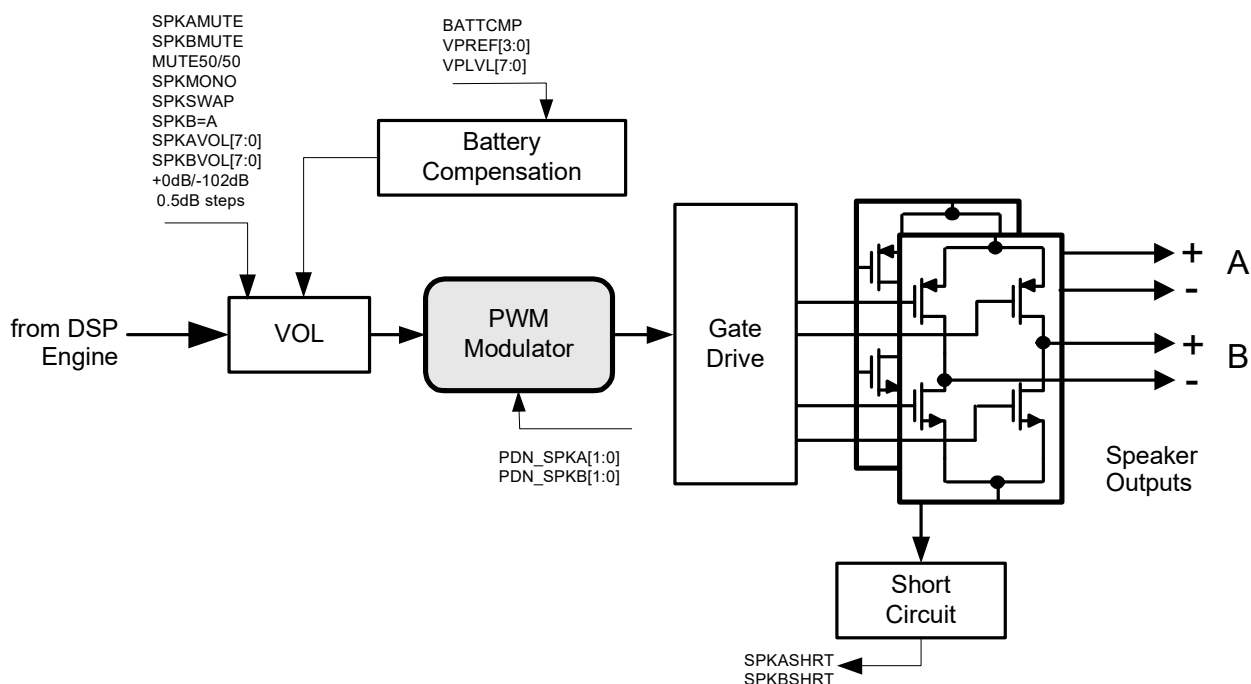 SPKAMUTE
SPKBMUTE
MUTE50/50
SPKMONO
SPKSWAP
SPKB=A
SPKAVOL[7:0]
SPKBVOL[7:0]
+0dB/-102dB
0.5dB steps
BATTCMP
VPREF[3:0]
VPLVL[7:0]
Battery
Compensation
from DSP
Engine
VOL
PWM
Modulator
PDN_SPKA[1:0]
PDN_SPKB[1:0]
Gate
Drive
+
-
A
+
-
B
Speaker
Outputs
Short
Circuit
SPKASHRT
SPKBSHRT